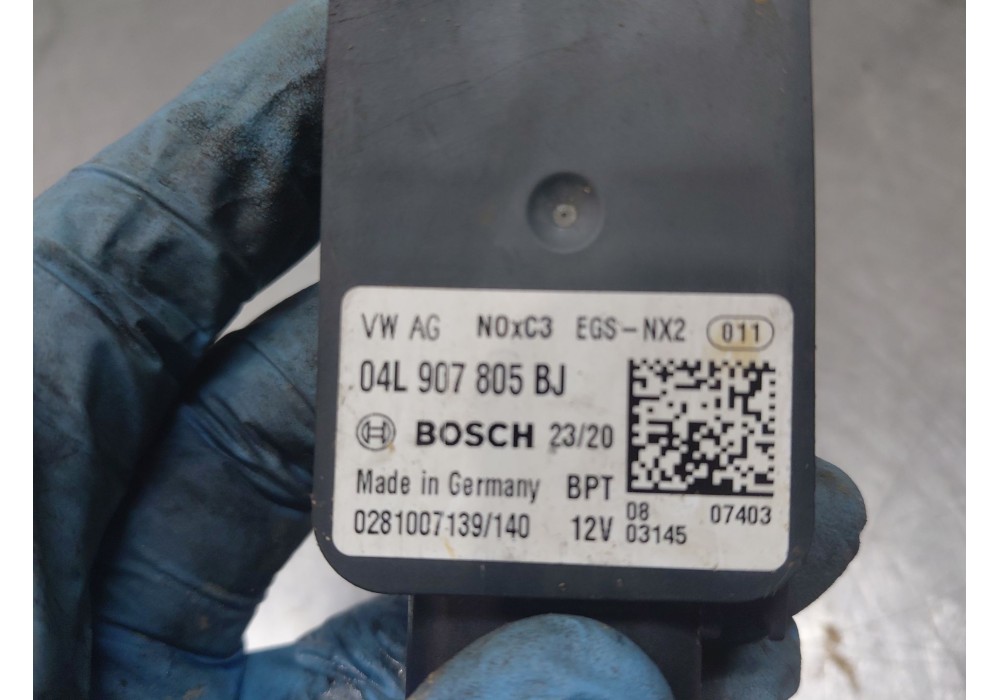 VW AG NOxC3 EGS-NX2 011
04L 907 805 BJ
BOSCH 23/20
Made in Germany BPT
0281007139/140 12V
08 07403
03145